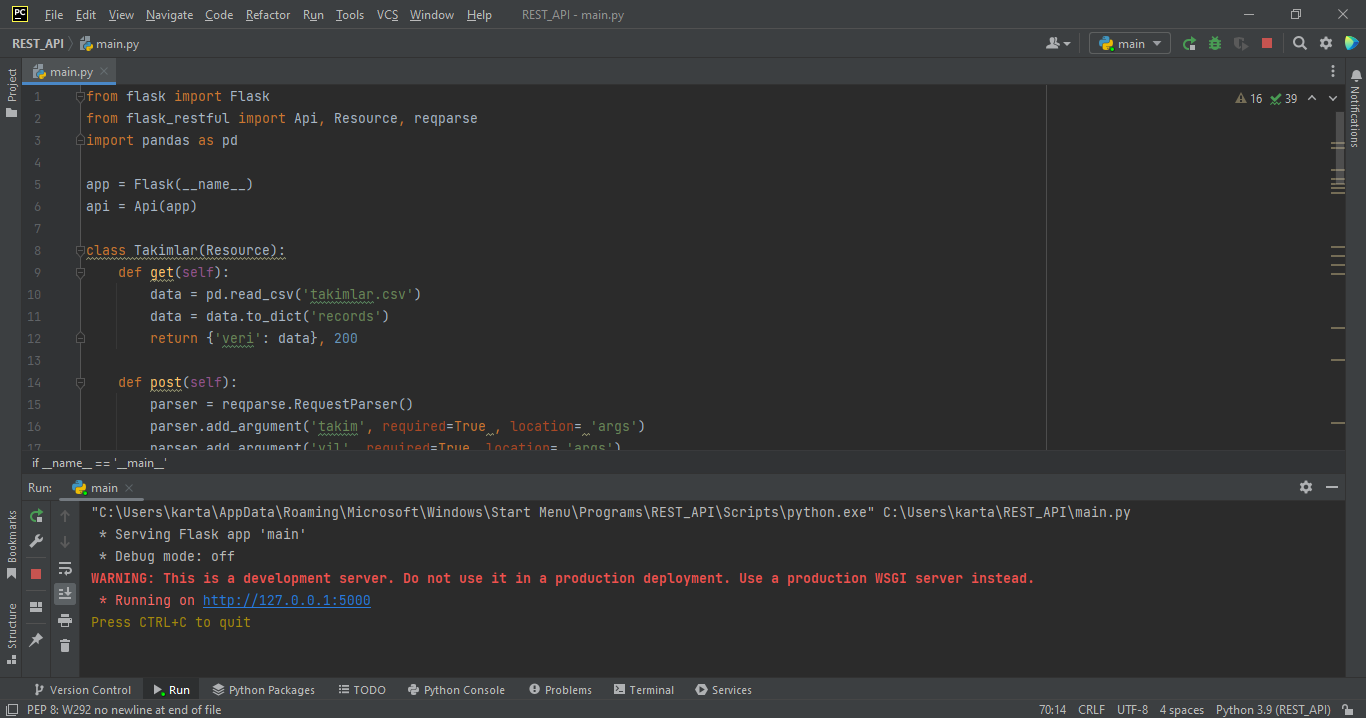 PC File Edit View Navigate Code Refactor Run Tools VCS Window Help REST_API - main.py
REST_API main.py main
Project
main.py
Notifications
16 39
1 from flask import Flask
2 from flask_restful import Api, Resource, reqparse
3 import pandas as pd
4
5 app = Flask(__name__)
6 api = Api(app)
7
8 class Takimlar(Resource):
9 def get(self):
10 data = pd.read_csv('takimlar.csv')
11 data = data.to_dict('records')
12 return {'veri': data}, 200
13
14 def post(self):
15 parser = reqparse.RequestParser()
16 parser.add_argument('takim', required=True , location= 'args')
17 parser.add_argument('yil', required=True, location= 'args')
if __name__ == '__main__'
Run: main
Bookmarks
Structure
"C:\Users\karta\AppData\Roaming\Microsoft\Windows\Start Menu\Programs\REST_API\Scripts\python.exe" C:\Users\karta\REST_API\main.py
* Serving Flask app 'main'
* Debug mode: off
WARNING: This is a development server. Do not use it in a production deployment. Use a production WSGI server instead.
* Running on http://127.0.0.1:5000
Press CTRL+C to quit
Version Control Run Python Packages TODO Python Console Problems Terminal Services
PEP 8: W292 no newline at end of file 70:14 CRLF UTF-8 4 spaces Python 3.9 (REST_API)